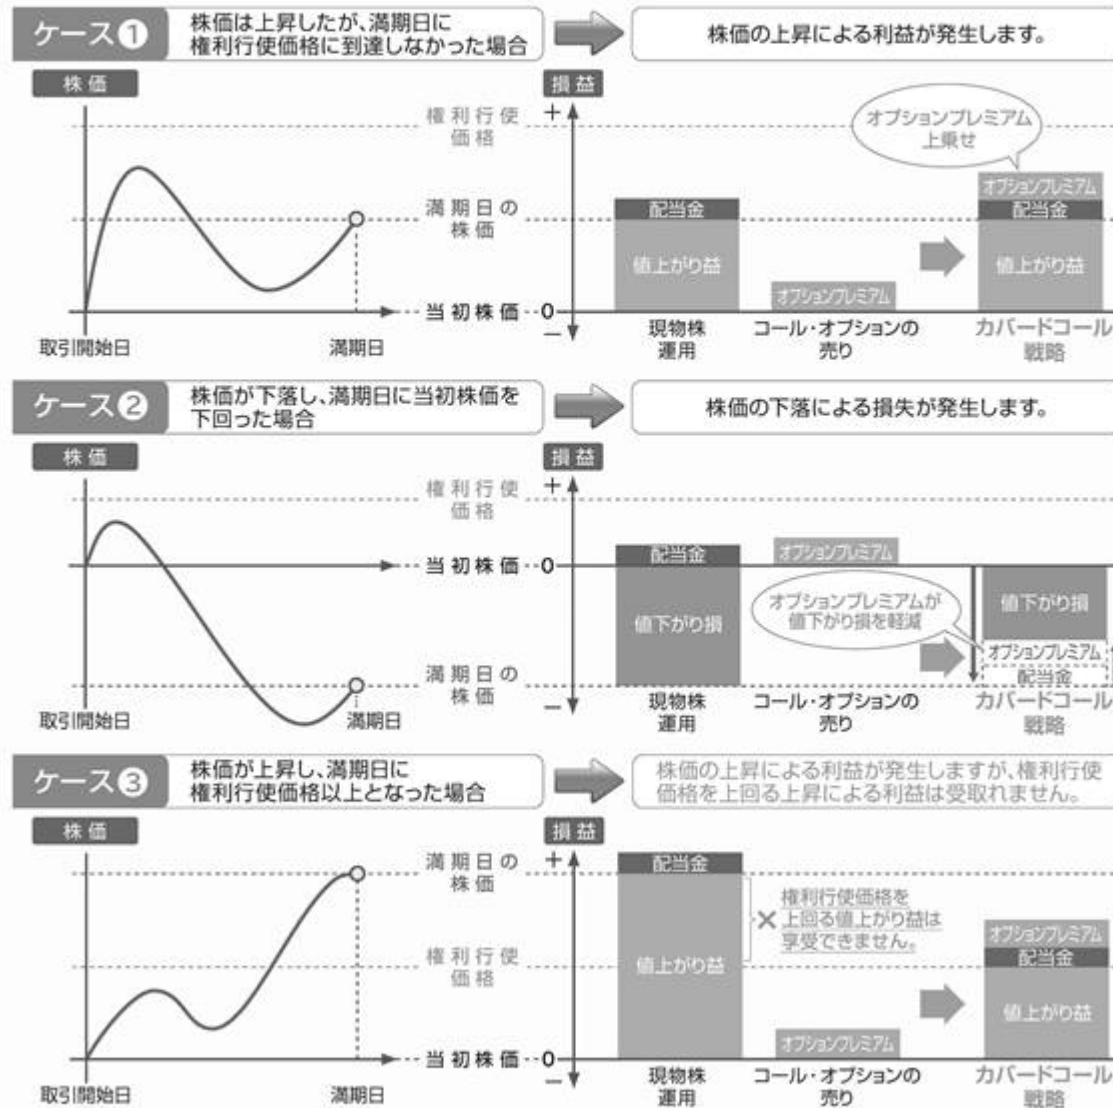 ケース❶
株価は上昇したが、満期日に
権利行使価格に到達しなかった場合
株価の上昇による利益が発生します。
株価
損益
権利行使
価格
+
オプションプレミアム
上乗せ
満期日の
株価
配当金
値上がり益
オプションプレミアム
オプションプレミアム
配当金
値上がり益
当初株価
0
−
取引開始日
満期日
現物株
運用
コール・オプションの
売り
カバードコール
戦略
ケース❷
株価が下落し、満期日に当初株価を
下回った場合
株価の下落による損失が発生します。
株価
損益
権利行使
価格
+
配当金
オプションプレミアム
当初株価
0
値下がり損
オプションプレミアムが
値下がり損を軽減
値下がり損
オプションプレミアム
配当金
満期日の
株価
−
取引開始日
満期日
現物株
運用
コール・オプションの
売り
カバードコール
戦略
ケース❸
株価が上昇し、満期日に
権利行使価格以上となった場合
株価の上昇による利益が発生しますが、権利行使
価格を上回る上昇による利益は受取れません。
株価
損益
満期日の
株価
+
配当金
値上がり益
×
権利行使価格を
上回る値上がり益は
享受できません。
権利行使
価格
オプションプレミアム
オプションプレミアム
配当金
値上がり益
当初株価
0
−
取引開始日
満期日
現物株
運用
コール・オプションの
売り
カバードコール
戦略